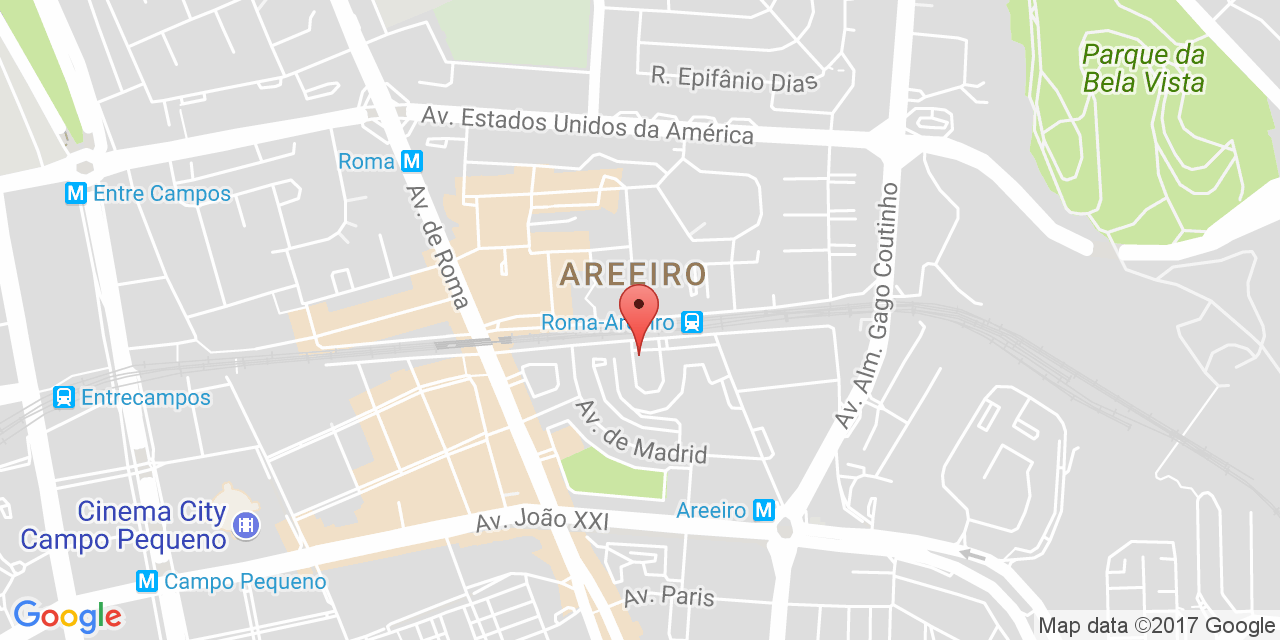 Parque da
Bela Vista
R. Epifânio Dias
Av. Estados Unidos da América
Roma M
M Entre Campos
Av. de Roma
Av. Alm. Gago Coutinho
AREEIRO
Roma-Areeiro
Entrecampos
Av. de Madrid
Cinema City
Campo Pequeno
Areeiro M
Av. João XXI
M Campo Pequeno
Av. Paris
Google
Map data ©2017 Google